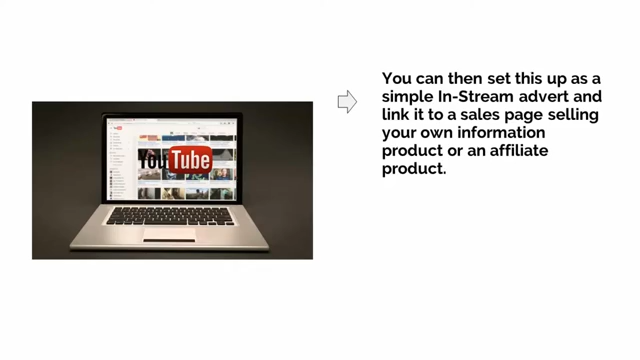 You can then set this up as a
simple In-Stream advert and
link it to a sales page selling
your own information
product or an affiliate
product.
YouTube